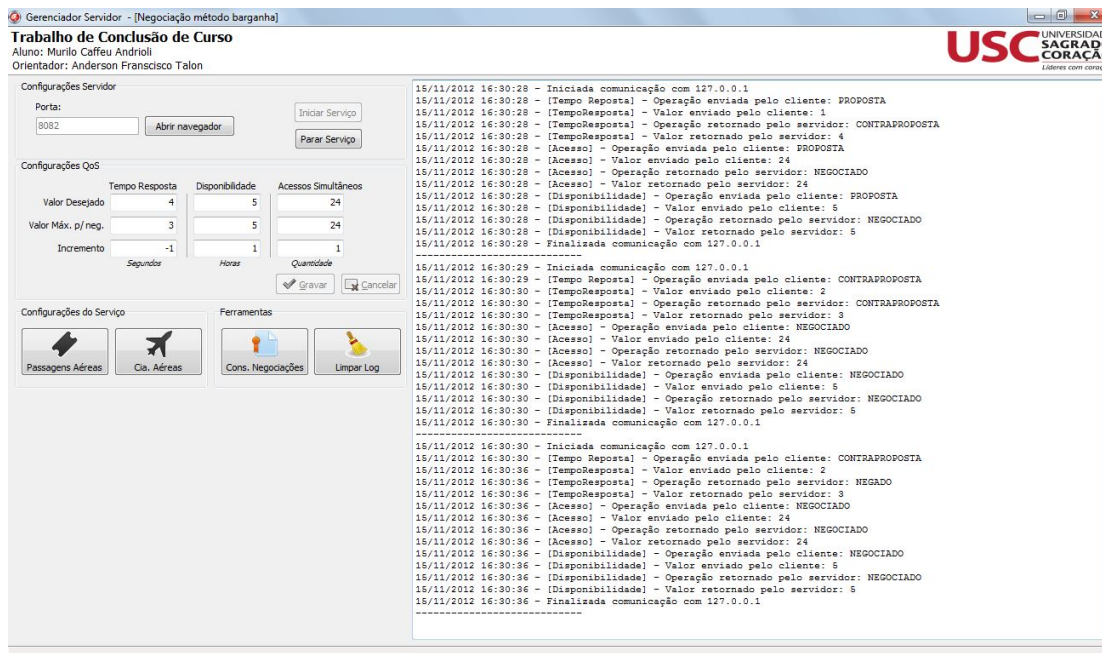 Gerenciador Servidor - [Negociação método barganha]
Trabalho de Conclusão de Curso
Aluno: Murilo Caffeu Andrioli
Orientador: Anderson Franscisco Talon
USC
UNIVERSIDAD
SAGRAD
CORAÇÃ
Líderes com coraç
Configurações Servidor
Porta:
8082
Abrir navegador
Iniciar Serviço
Parar Serviço
Configurações QoS
Tempo Resposta Disponibilidade Acessos Simultâneos
Valor Desejado 4 5 24
Valor Máx. p/ neg. 3 5 24
Incremento -1 1 1
Segundos Horas Quantidade
Gravar Cancelar
Configurações do Serviço
Passagens Aéreas Cia. Aéreas
Ferramentas
Cons. Negociações Limpar Log
15/11/2012 16:30:28 - Iniciada comunicação com 127.0.0.1
15/11/2012 16:30:28 - [Tempo Reposta] - Operação enviada pelo cliente: PROPOSTA
15/11/2012 16:30:28 - [TempoResposta] - Valor enviado pelo cliente: 1
15/11/2012 16:30:28 - [TempoResposta] - Operação retornado pelo servidor: CONTRAPROPOSTA
15/11/2012 16:30:28 - [TempoResposta] - Valor retornado pelo servidor: 4
15/11/2012 16:30:28 - [Acesso] - Operação enviada pelo cliente: PROPOSTA
15/11/2012 16:30:28 - [Acesso] - Valor enviado pelo cliente: 24
15/11/2012 16:30:28 - [Acesso] - Operação retornado pelo servidor: NEGOCIADO
15/11/2012 16:30:28 - [Acesso] - Valor retornado pelo servidor: 24
15/11/2012 16:30:28 - [Disponibilidade] - Operação enviada pelo cliente: PROPOSTA
15/11/2012 16:30:28 - [Disponibilidade] - Valor enviado pelo cliente: 5
15/11/2012 16:30:28 - [Disponibilidade] - Operação retornado pelo servidor: NEGOCIADO
15/11/2012 16:30:28 - [Disponibilidade] - Valor retornado pelo servidor: 5
15/11/2012 16:30:28 - Finalizada comunicação com 127.0.0.1
----------------------------
15/11/2012 16:30:29 - Iniciada comunicação com 127.0.0.1
15/11/2012 16:30:29 - [Tempo Reposta] - Operação enviada pelo cliente: CONTRAPROPOSTA
15/11/2012 16:30:30 - [TempoResposta] - Valor enviado pelo cliente: 2
15/11/2012 16:30:30 - [TempoResposta] - Operação retornado pelo servidor: CONTRAPROPOSTA
15/11/2012 16:30:30 - [TempoResposta] - Valor retornado pelo servidor: 3
15/11/2012 16:30:30 - [Acesso] - Operação enviada pelo cliente: NEGOCIADO
15/11/2012 16:30:30 - [Acesso] - Valor enviado pelo cliente: 24
15/11/2012 16:30:30 - [Acesso] - Operação retornado pelo servidor: NEGOCIADO
15/11/2012 16:30:30 - [Acesso] - Valor retornado pelo servidor: 24
15/11/2012 16:30:30 - [Disponibilidade] - Operação enviada pelo cliente: NEGOCIADO
15/11/2012 16:30:30 - [Disponibilidade] - Valor enviado pelo cliente: 5
15/11/2012 16:30:30 - [Disponibilidade] - Operação retornado pelo servidor: NEGOCIADO
15/11/2012 16:30:30 - [Disponibilidade] - Valor retornado pelo servidor: 5
15/11/2012 16:30:30 - Finalizada comunicação com 127.0.0.1
----------------------------
15/11/2012 16:30:30 - Iniciada comunicação com 127.0.0.1
15/11/2012 16:30:30 - [Tempo Reposta] - Operação enviada pelo cliente: CONTRAPROPOSTA
15/11/2012 16:30:36 - [TempoResposta] - Valor enviado pelo cliente: 2
15/11/2012 16:30:36 - [TempoResposta] - Operação retornado pelo servidor: NEGADO
15/11/2012 16:30:36 - [TempoResposta] - Valor retornado pelo servidor: 3
15/11/2012 16:30:36 - [Acesso] - Operação enviada pelo cliente: NEGOCIADO
15/11/2012 16:30:36 - [Acesso] - Valor enviado pelo cliente: 24
15/11/2012 16:30:36 - [Acesso] - Operação retornado pelo servidor: NEGOCIADO
15/11/2012 16:30:36 - [Acesso] - Valor retornado pelo servidor: 24
15/11/2012 16:30:36 - [Disponibilidade] - Operação enviada pelo cliente: NEGOCIADO
15/11/2012 16:30:36 - [Disponibilidade] - Valor enviado pelo cliente: 5
15/11/2012 16:30:36 - [Disponibilidade] - Operação retornado pelo servidor: NEGOCIADO
15/11/2012 16:30:36 - [Disponibilidade] - Valor retornado pelo servidor: 5
15/11/2012 16:30:36 - Finalizada comunicação com 127.0.0.1
----------------------------